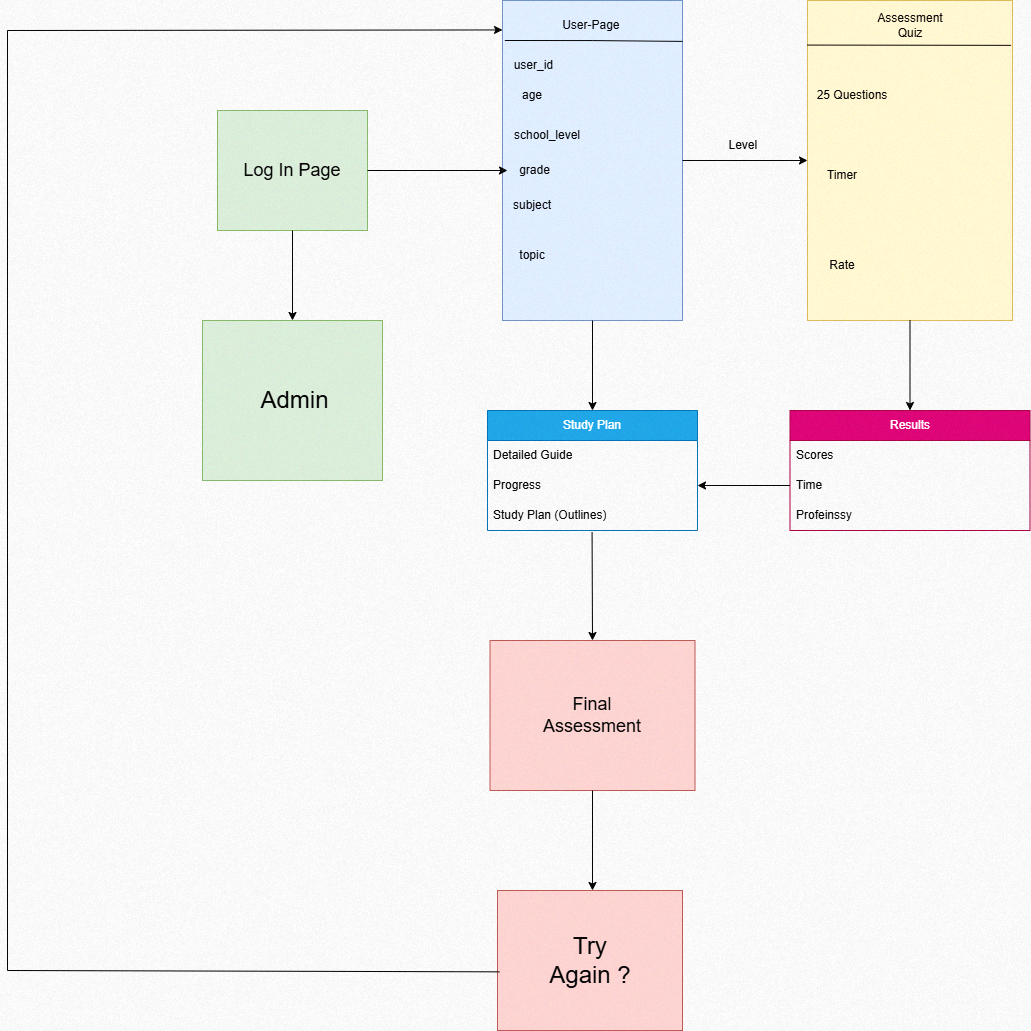 User-Page
user_id
age
school_level
grade
subject
topic
Assessment
Quiz
25 Questions
Timer
Rate
Level
Log In Page
Admin
Study Plan
Detailed Guide
Progress
Study Plan (Outlines)
Results
Scores
Time
Profeinssy
Final
Assessment
Try
Again ?